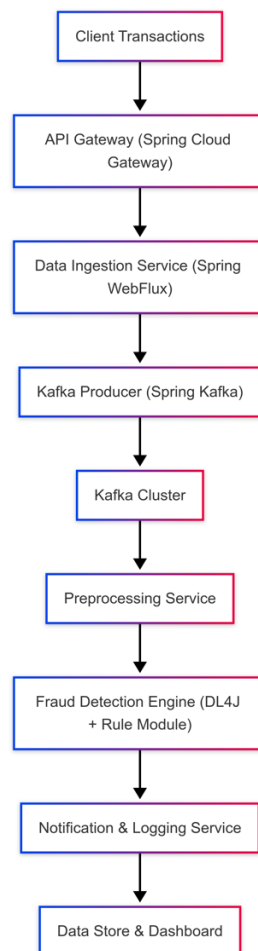 Client Transactions
API Gateway (Spring Cloud
Gateway)
Data Ingestion Service (Spring
WebFlux)
Kafka Producer (Spring Kafka)
Kafka Cluster
Preprocessing Service
Fraud Detection Engine (DL4J
+ Rule Module)
Notification & Logging Service
Data Store & Dashboard